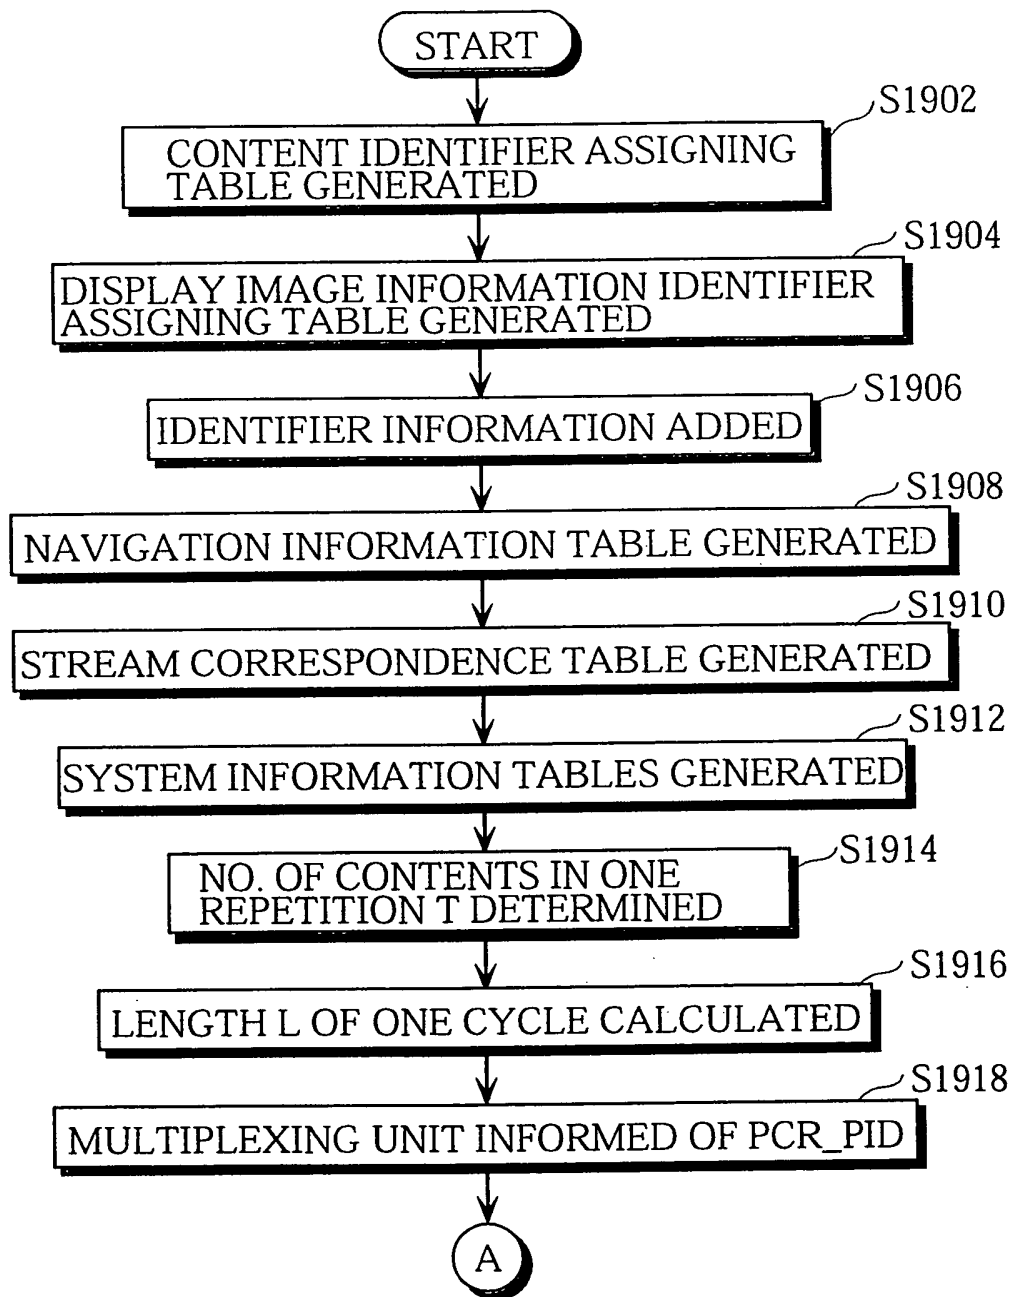 START
S1902
CONTENT IDENTIFIER ASSIGNING
TABLE GENERATED
S1904
DISPLAY IMAGE INFORMATION IDENTIFIER
ASSIGNING TABLE GENERATED
S1906
IDENTIFIER INFORMATION ADDED
S1908
NAVIGATION INFORMATION TABLE GENERATED
S1910
STREAM CORRESPONDENCE TABLE GENERATED
S1912
SYSTEM INFORMATION TABLES GENERATED
S1914
NO. OF CONTENTS IN ONE
REPETITION T DETERMINED
S1916
LENGTH L OF ONE CYCLE CALCULATED
S1918
MULTIPLEXING UNIT INFORMED OF PCR_PID
A